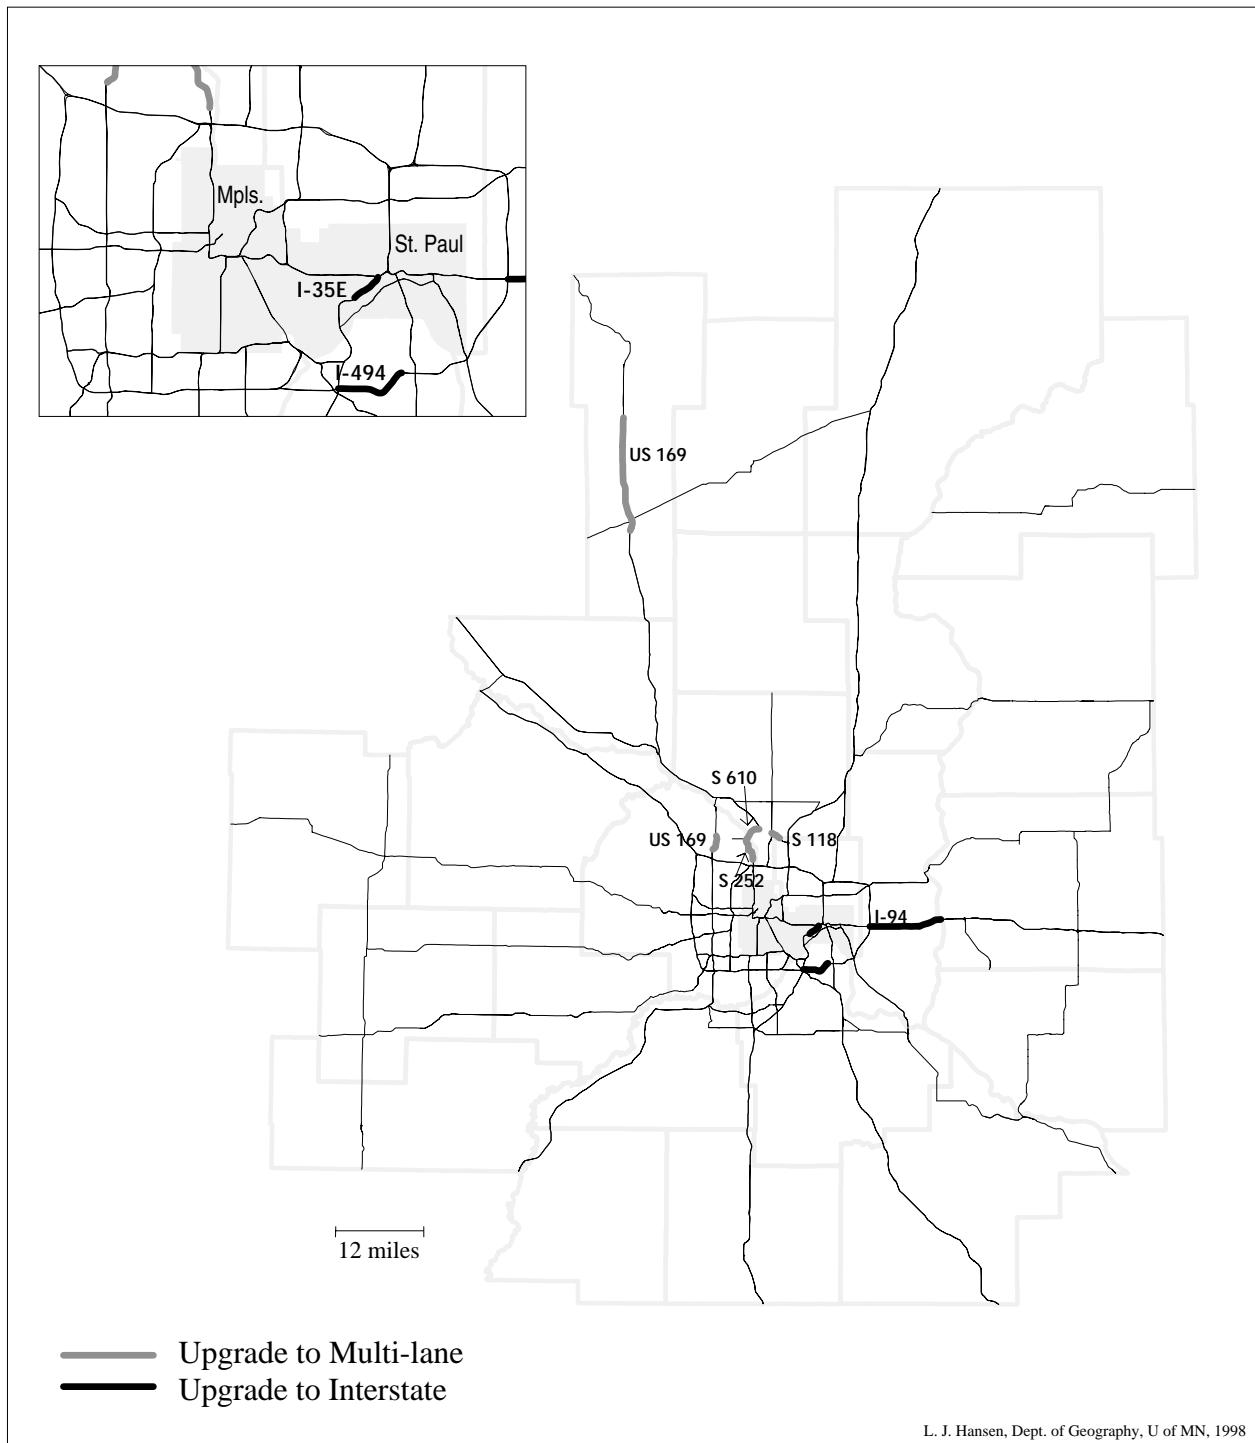 Mpls.
St. Paul
I-35E
I-494
US 169
S 610
US 169
S 118
S 252
I-94
12 miles
Upgrade to Multi-lane
Upgrade to Interstate
L. J. Hansen, Dept. of Geography, U of MN, 1998